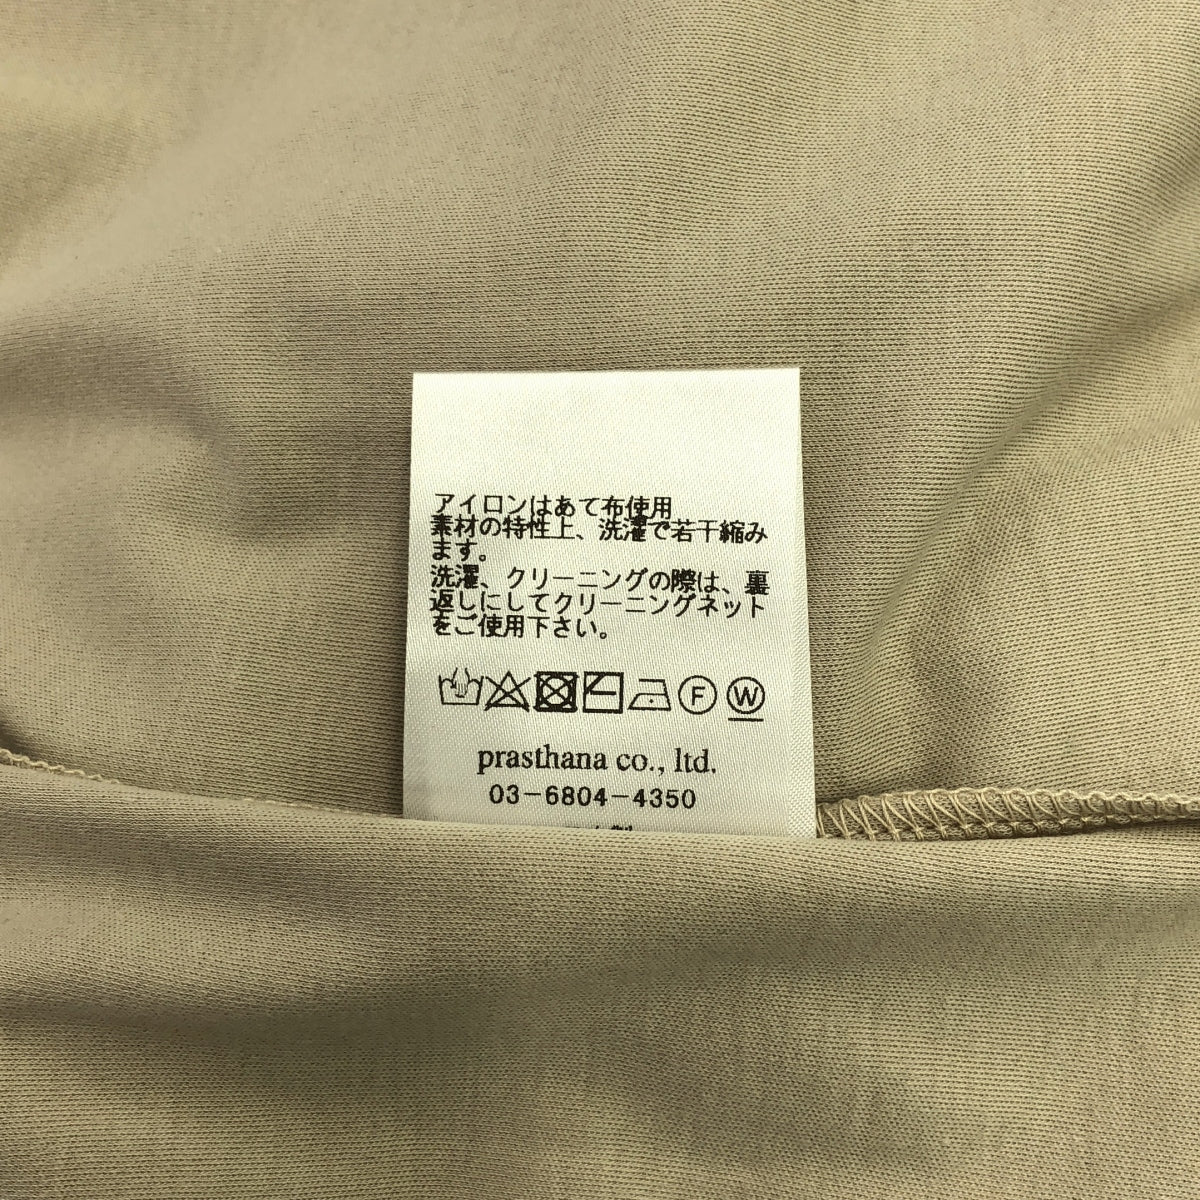 アイロンはあて布使用
素材の特性上、洗濯で若干縮み
ます。
洗濯、クリーニングの際は、裏
返しにしてクリーニングネット
をご使用下さい。
F W
prasthana co., ltd.
03-6804-4350